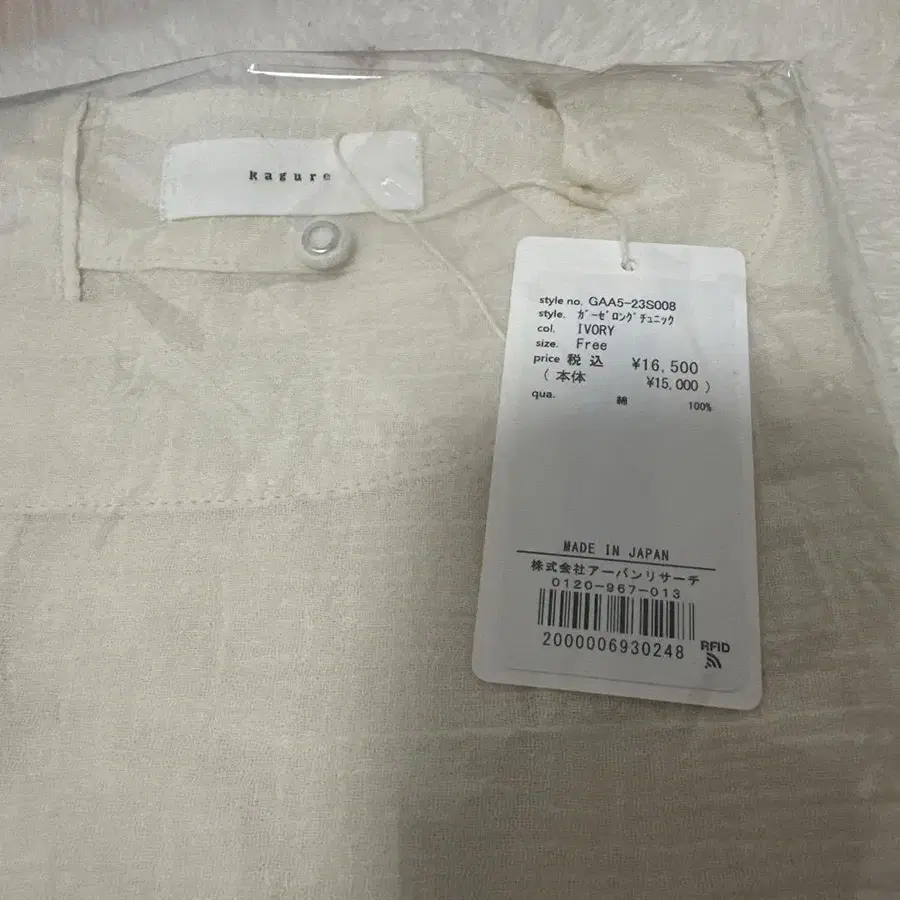 kagure
style no. GAA5-23S008
style. ガーゼロングチュニック
col. IVORY
size. Free
price 税込 ¥16,500
(本体 ¥15,000)
qua. 綿 100%
MADE IN JAPAN
株式会社アーバンリサーチ
0120-967-013
2000006930248
RFID